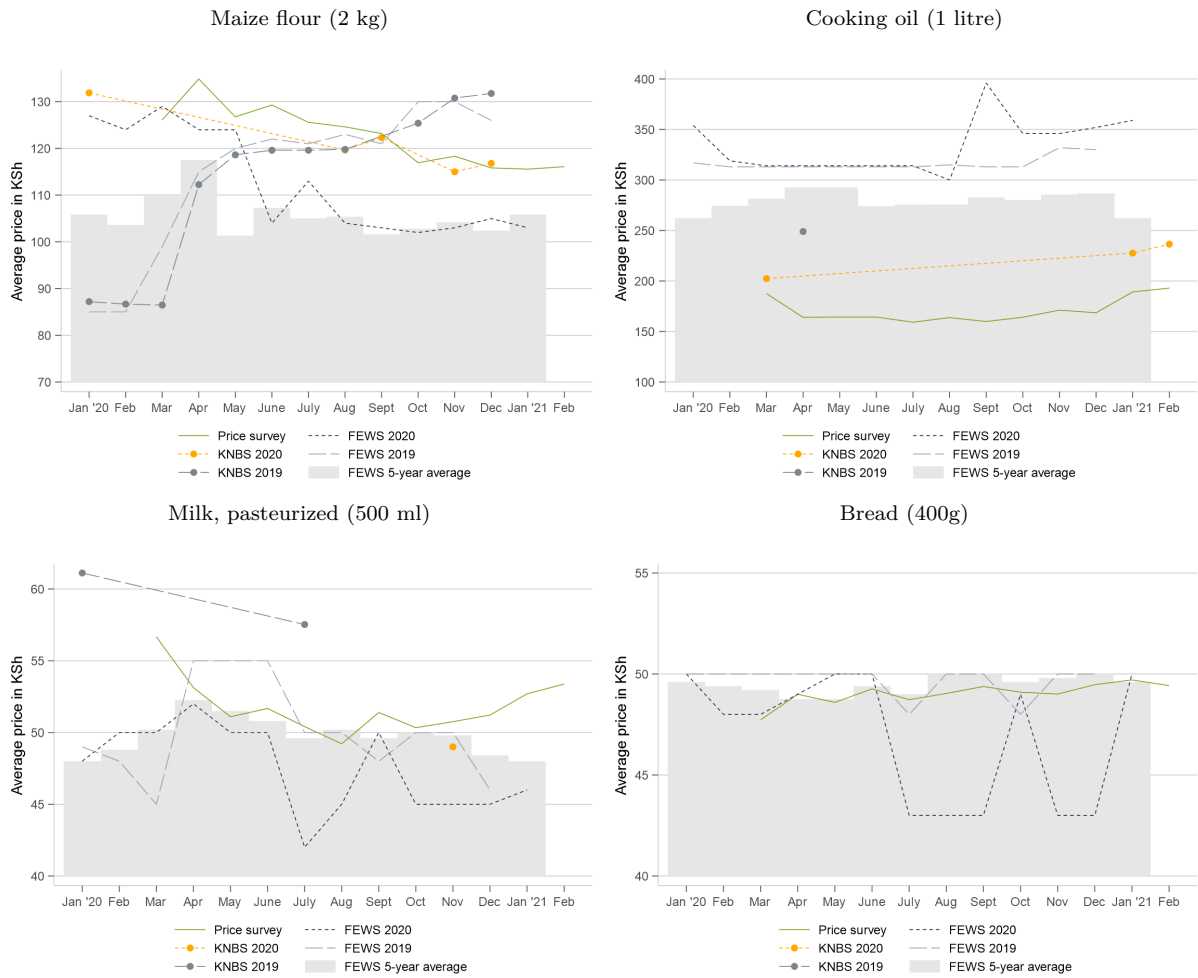 Maize flour (2 kg)
Average price in KSh
130
120
110
100
90
80
70
Jan '20 Feb Mar Apr May June July Aug Sept Oct Nov Dec Jan '21 Feb
Price survey FEWS 2020
KNBS 2020 FEWS 2019
KNBS 2019 FEWS 5-year average
Cooking oil (1 litre)
Average price in KSh
400
350
300
250
200
150
100
Jan '20 Feb Mar Apr May June July Aug Sept Oct Nov Dec Jan '21 Feb
Price survey FEWS 2020
KNBS 2020 FEWS 2019
KNBS 2019 FEWS 5-year average
Milk, pasteurized (500 ml)
Average price in KSh
60
55
50
45
40
Jan '20 Feb Mar Apr May June July Aug Sept Oct Nov Dec Jan '21 Feb
Price survey FEWS 2020
KNBS 2020 FEWS 2019
KNBS 2019 FEWS 5-year average
Bread (400g)
Average price in KSh
55
50
45
40
Jan '20 Feb Mar Apr May June July Aug Sept Oct Nov Dec Jan '21 Feb
Price survey FEWS 2020
KNBS 2020 FEWS 2019
KNBS 2019 FEWS 5-year average